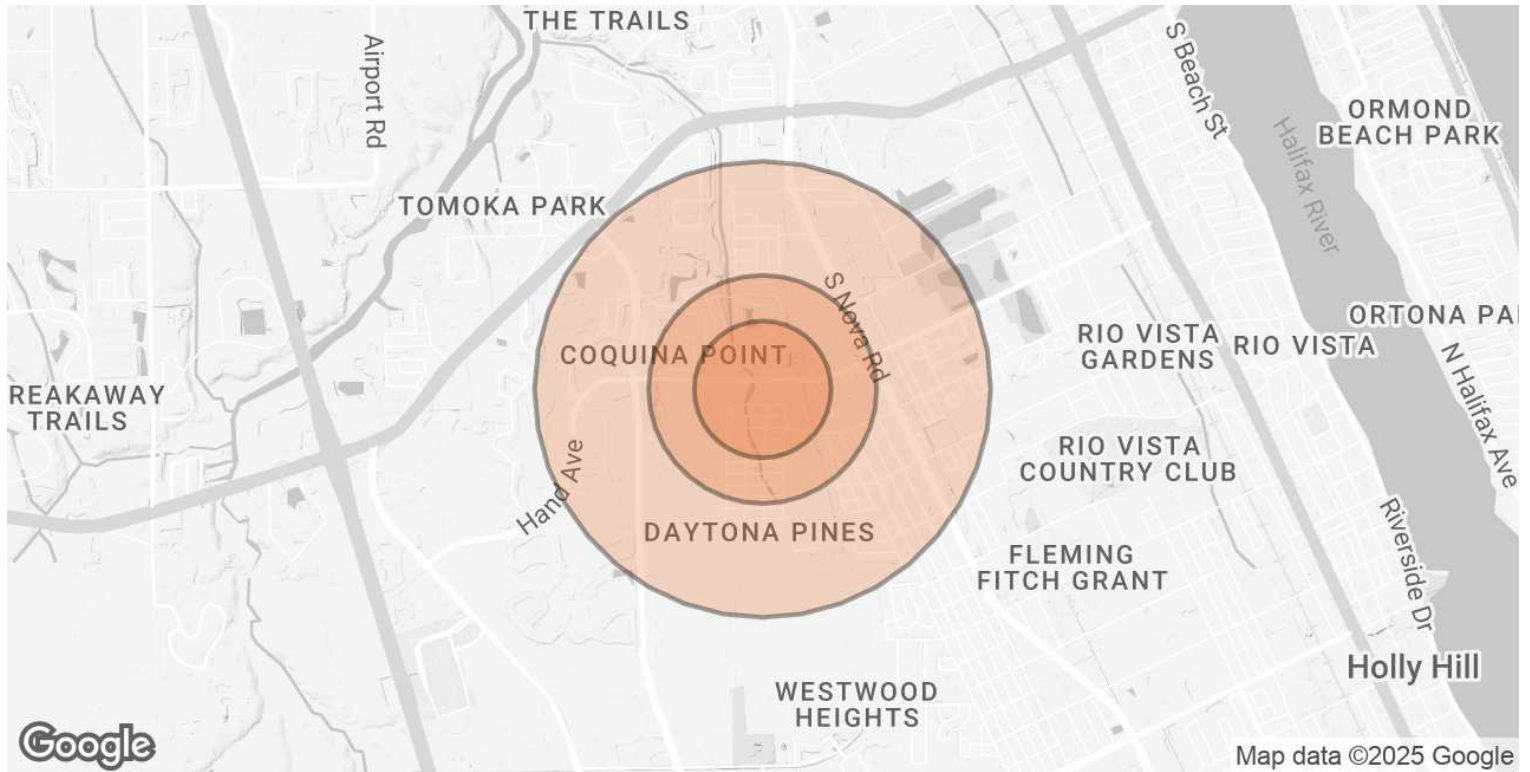 THE TRAILS
Airport Rd
S Beach St
ORMOND
BEACH PARK
Halifax River
TOMOKA PARK
S Nova Rd
COQUINA POINT
RIO VISTA
GARDENS
RIO VISTA
ORTONA PAR
N Halifax Ave
REAKAWAY
TRAILS
Hand Ave
RIO VISTA
COUNTRY CLUB
DAYTONA PINES
FLEMING
FITCH GRANT
Riverside Dr
Holly Hill
WESTWOOD
HEIGHTS
Google
Map data ©2025 Google